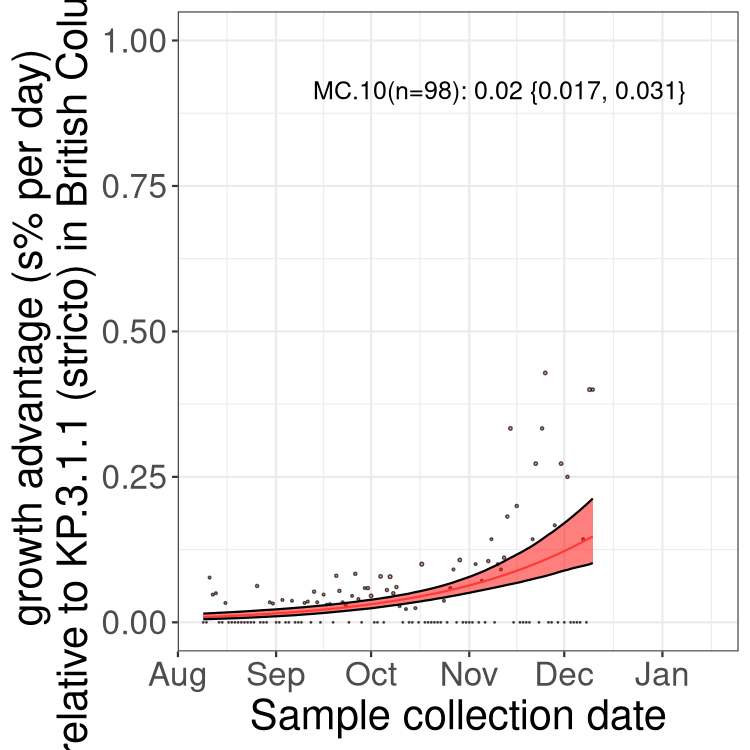 growth advantage (s% per day)
relative to KP.3.1.1 (stricto) in British Colu
1.00
0.75
0.50
0.25
0.00
MC.10(n=98): 0.02 {0.017, 0.031}
Aug Sep Oct Nov Dec Jan
Sample collection date